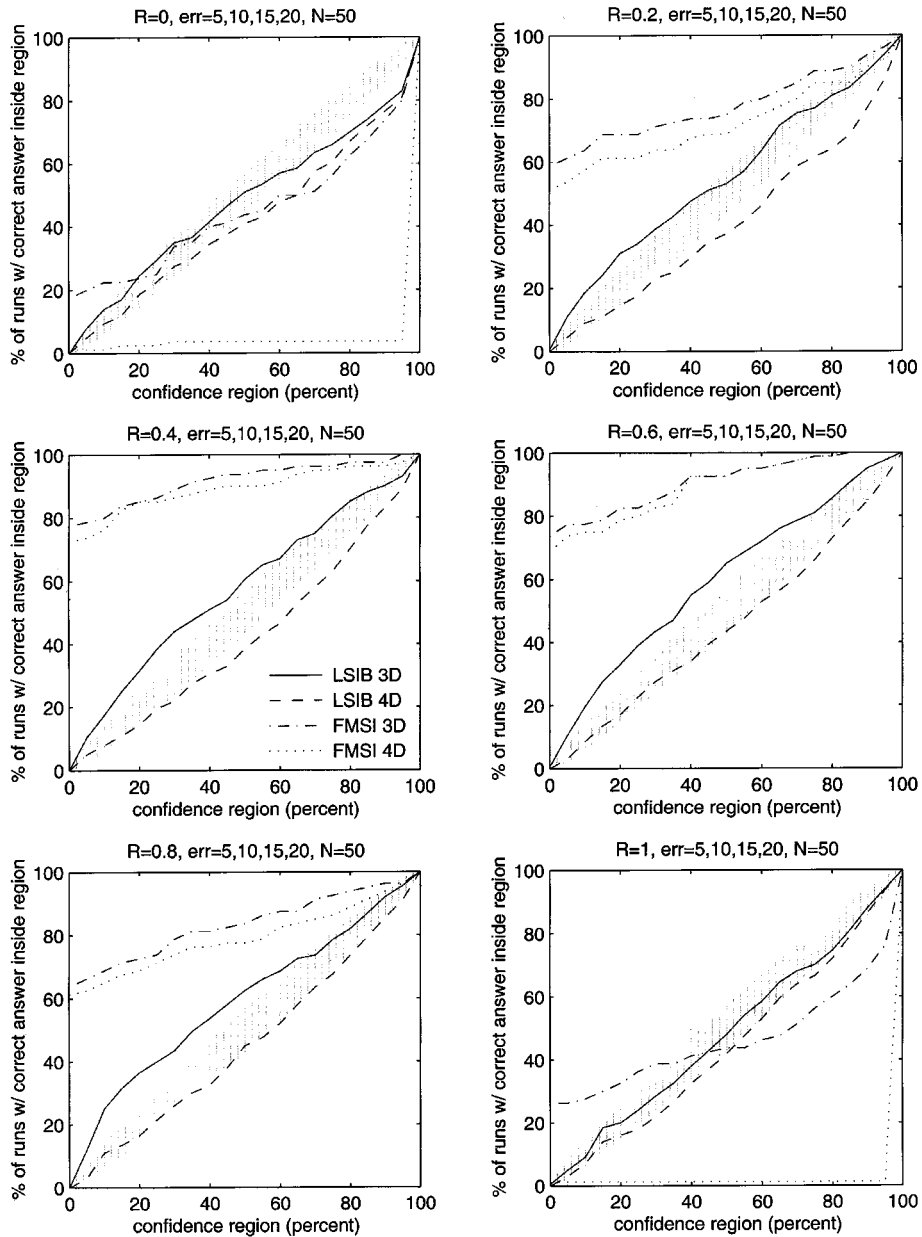 R=0, err=5,10,15,20, N=50
% of runs w/ correct answer inside region
100
80
60
40
20
0
0 20 40 60 80 100
confidence region (percent)
R=0.2, err=5,10,15,20, N=50
% of runs w/ correct answer inside region
100
80
60
40
20
0
0 20 40 60 80 100
confidence region (percent)
R=0.4, err=5,10,15,20, N=50
% of runs w/ correct answer inside region
100
80
60
40
20
0
LSIB 3D
LSIB 4D
FMSI 3D
FMSI 4D
0 20 40 60 80 100
confidence region (percent)
R=0.6, err=5,10,15,20, N=50
% of runs w/ correct answer inside region
100
80
60
40
20
0
0 20 40 60 80 100
confidence region (percent)
R=0.8, err=5,10,15,20, N=50
% of runs w/ correct answer inside region
100
80
60
40
20
0
0 20 40 60 80 100
confidence region (percent)
R=1, err=5,10,15,20, N=50
% of runs w/ correct answer inside region
100
80
60
40
20
0
0 20 40 60 80 100
confidence region (percent)